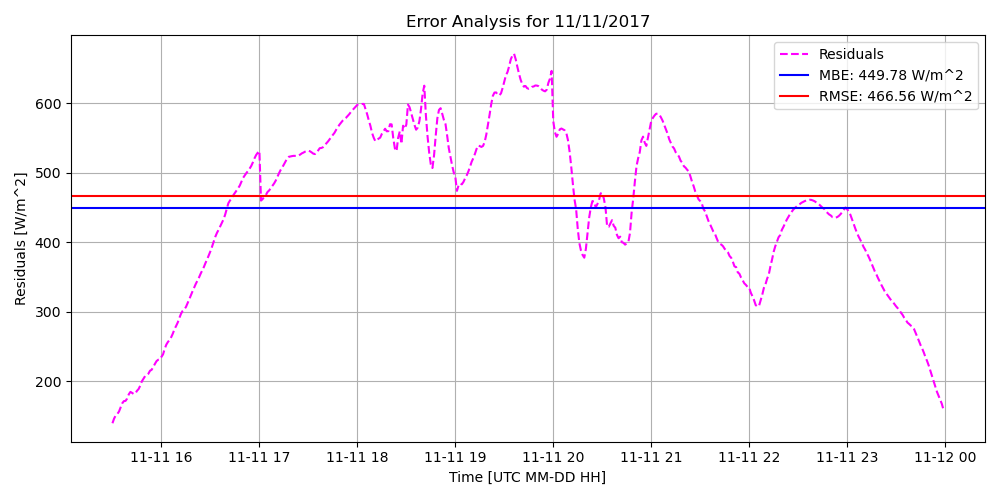 Error Analysis for 11/11/2017
Residuals
MBE: 449.78 W/m^2
RMSE: 466.56 W/m^2
Residuals [W/m^2]
600
500
400
300
200
11-11 16
11-11 17
11-11 18
11-11 19
11-11 20
11-11 21
11-11 22
11-11 23
11-12 00
Time [UTC MM-DD HH]